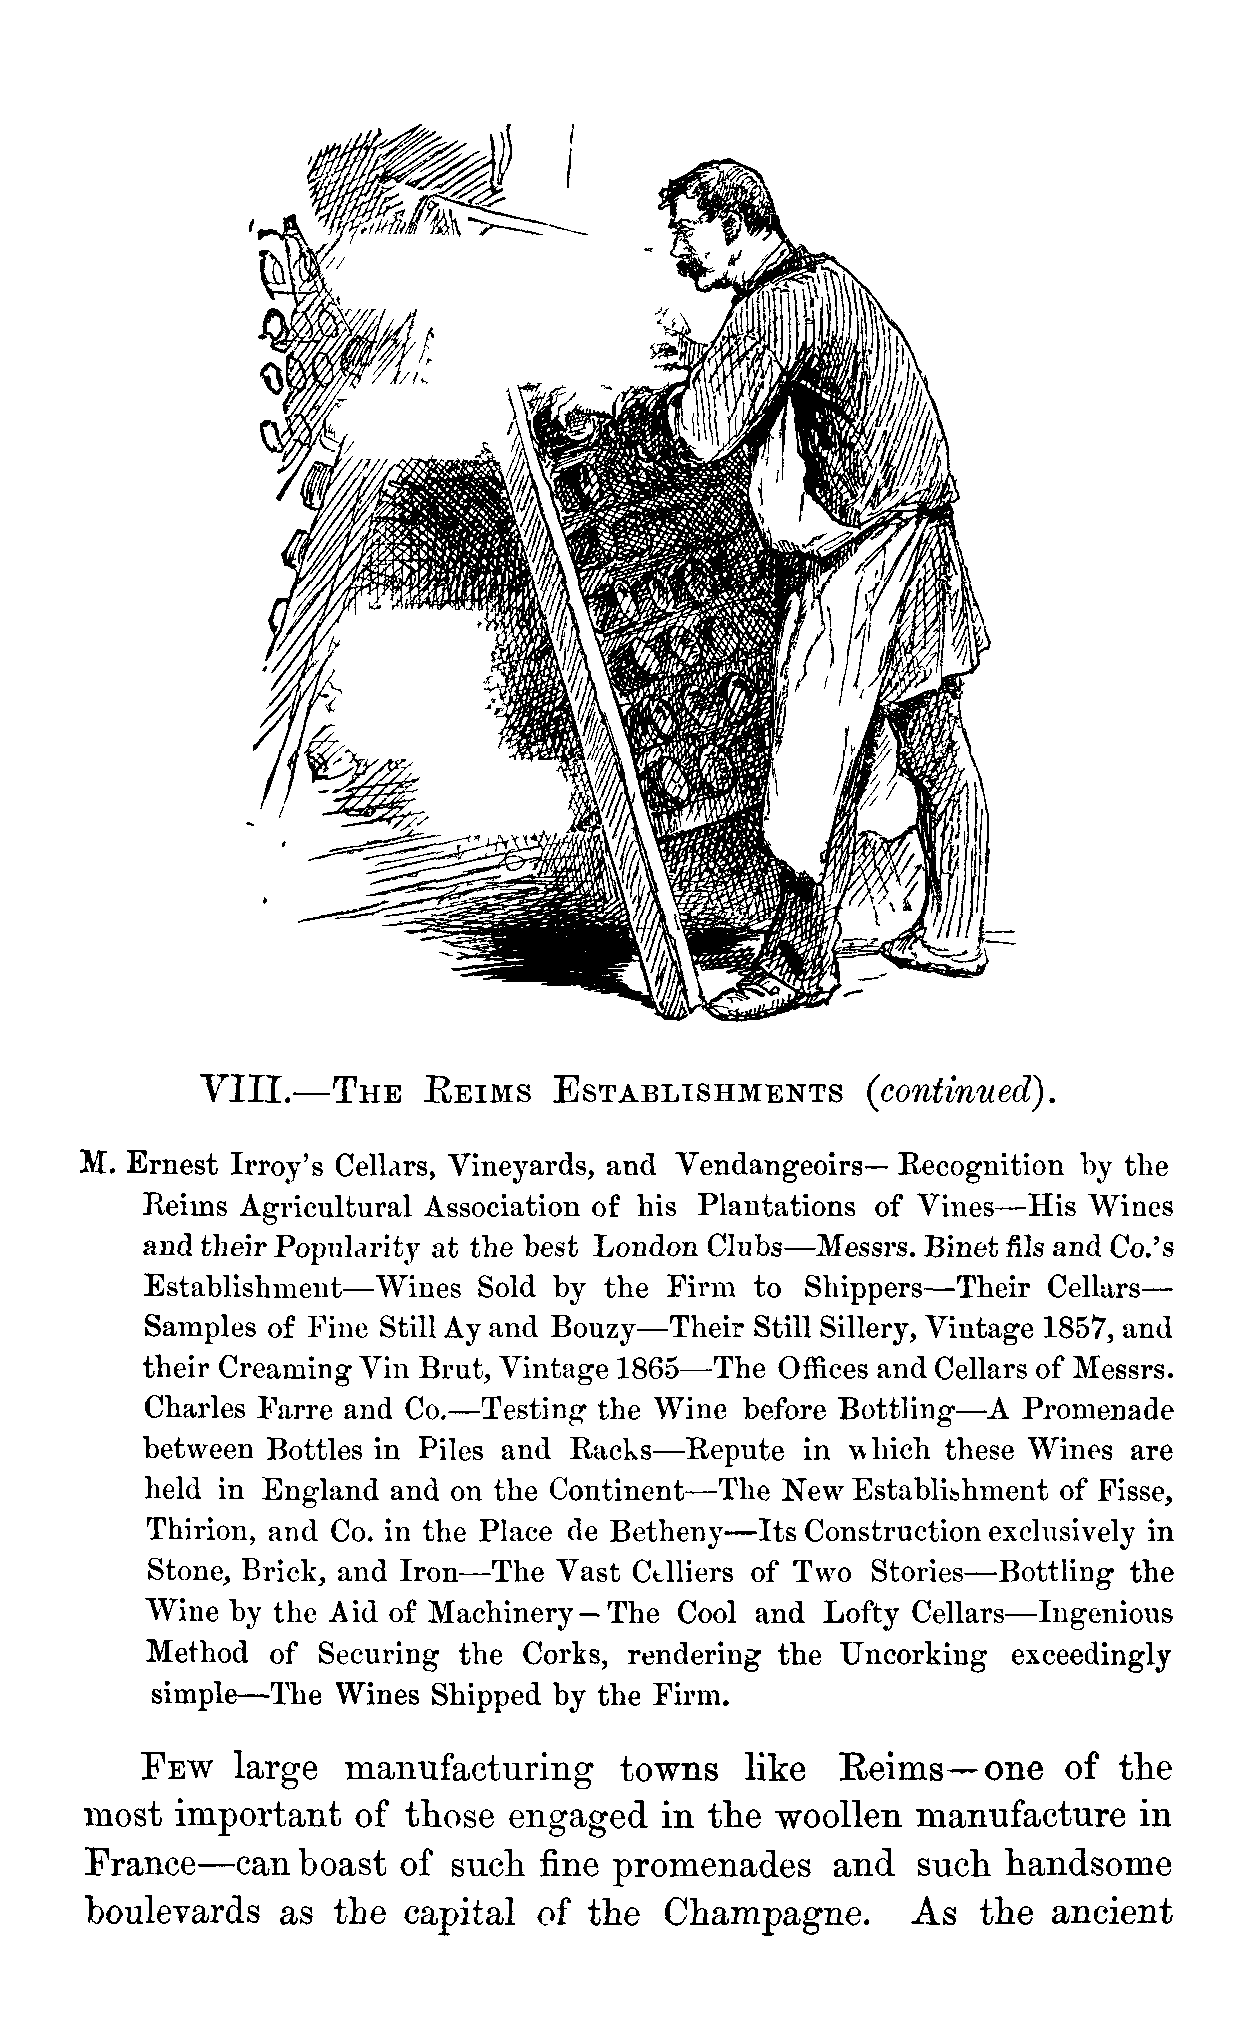 VIII.—The Reims Establishments (continued).
M. Ernest Irroy's Cellars, Vineyards, and Vendangeoirs—Recognition by the
Reims Agricultural Association of his Plantations of Vines—His Wines
and their Popularity at the best London Clubs—Messrs. Binet fils and Co.'s
Establishment—Wines Sold by the Firm to Shippers—Their Cellars—
Samples of Fine Still Ay and Bouzy—Their Still Sillery, Vintage 1857, and
their Creaming Vin Brut, Vintage 1865—The Offices and Cellars of Messrs.
Charles Farre and Co.—Testing the Wine before Bottling—A Promenade
between Bottles in Piles and Racks—Repute in which these Wines are
held in England and on the Continent—The New Establishment of Fisse,
Thirion, and Co. in the Place de Betheny—Its Construction exclusively in
Stone, Brick, and Iron—The Vast Celliers of Two Stories—Bottling the
Wine by the Aid of Machinery—The Cool and Lofty Cellars—Ingenious
Method of Securing the Corks, rendering the Uncorking exceedingly
simple—The Wines Shipped by the Firm.
Few large manufacturing towns like Reims—one of the
most important of those engaged in the woollen manufacture in
France—can boast of such fine promenades and such handsome
boulevards as the capital of the Champagne. As the ancient